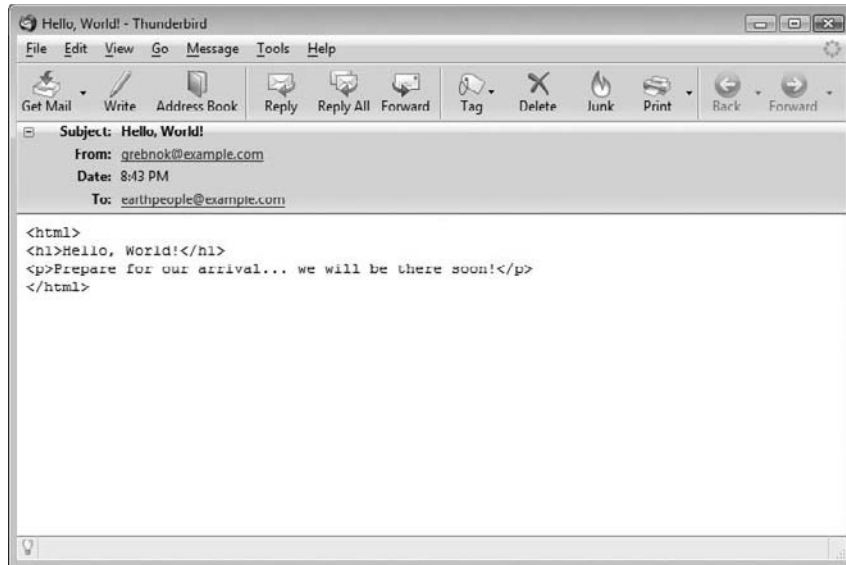 Hello, World! - Thunderbird
File Edit View Go Message Tools Help
Get Mail Write Address Book Reply Reply All Forward Tag Delete Junk Print Back Forward
Subject: Hello, World!
From: grebnok@example.com
Date: 8:43 PM
To: earthpeople@example.com
<html>
<h1>Hello, World!</h1>
<p>Prepare for our arrival... we will be there soon!</p>
</html>